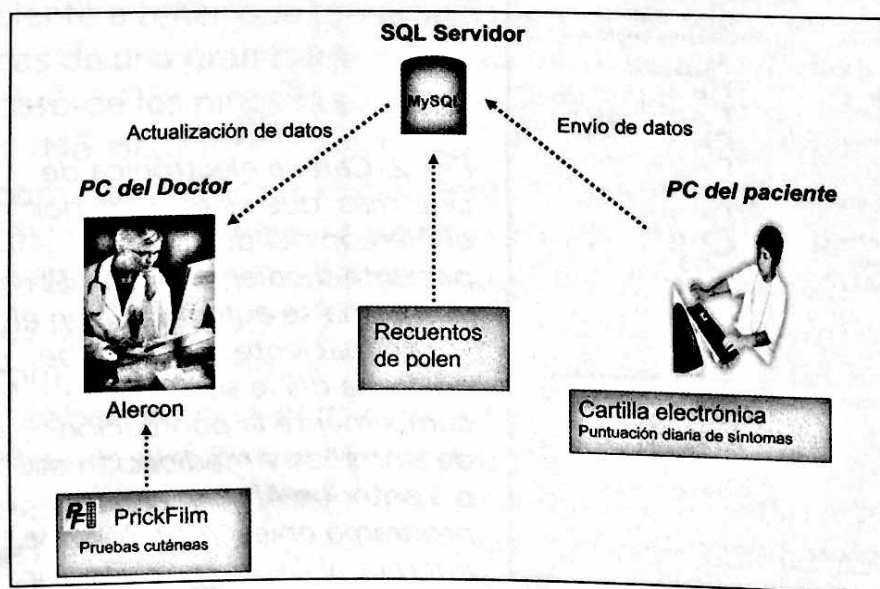 SQL Servidor
MySQL
Actualización de datos
Envío de datos
PC del Doctor
PC del paciente
Recuentos
de polen
Alercon
Cartilla electrónica
Puntuación diaria de síntomas
PF PrickFilm
Pruebas cutáneas